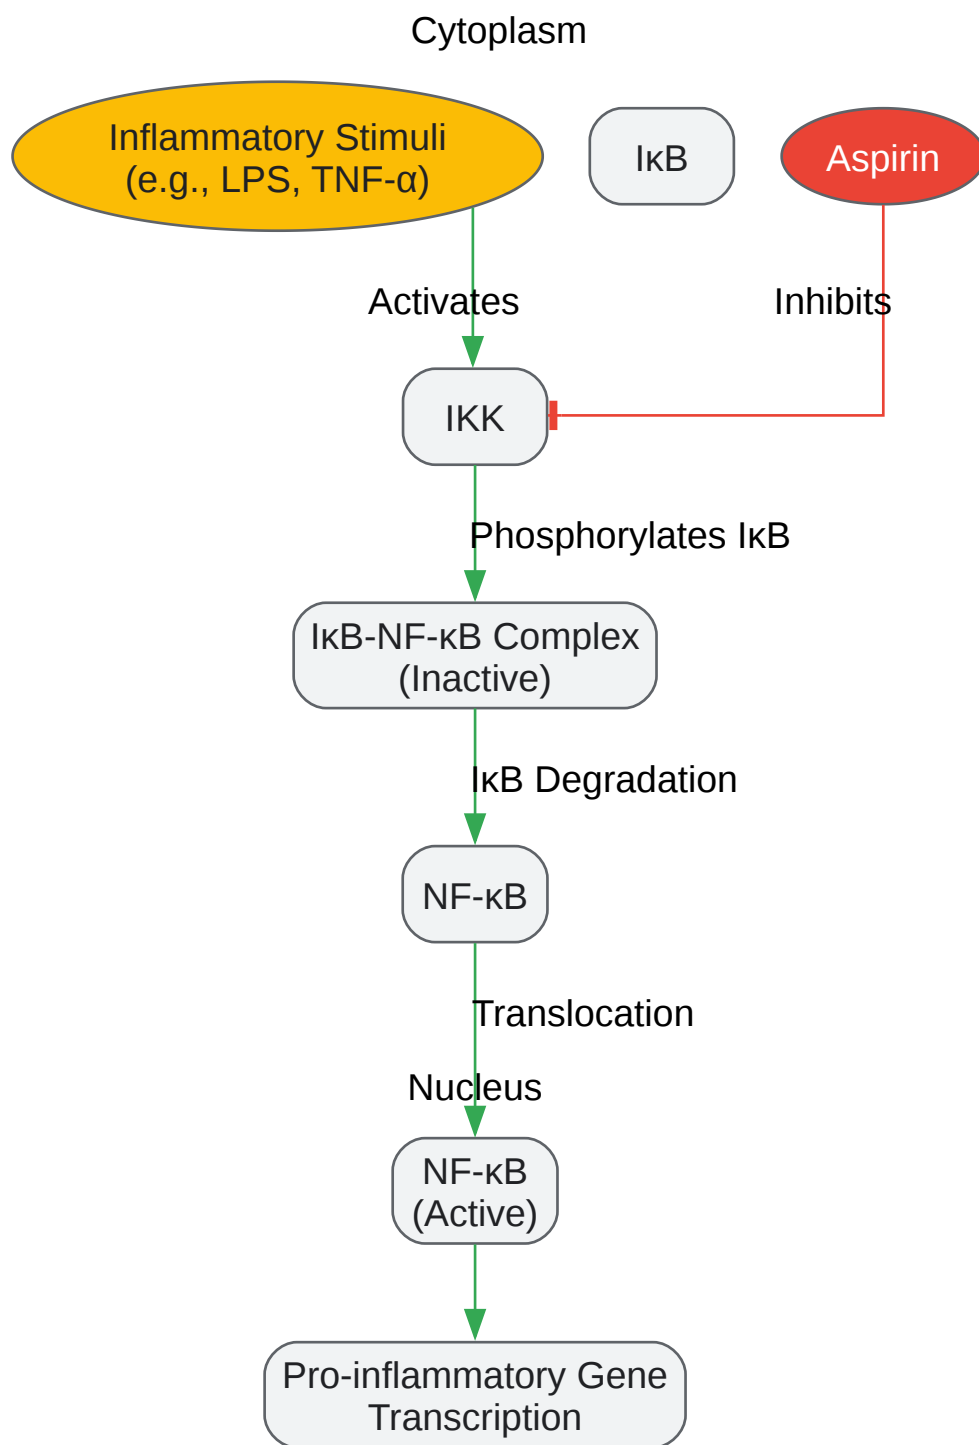 Cytoplasm
Inflammatory Stimuli
(e.g., LPS, TNF-α)
IκB
Aspirin
Activates
Inhibits
IKK
Phosphorylates IκB
IκB-NF-κB Complex
(Inactive)
IκB Degradation
NF-κB
Translocation
Nucleus
NF-κB
(Active)
Pro-inflammatory Gene
Transcription